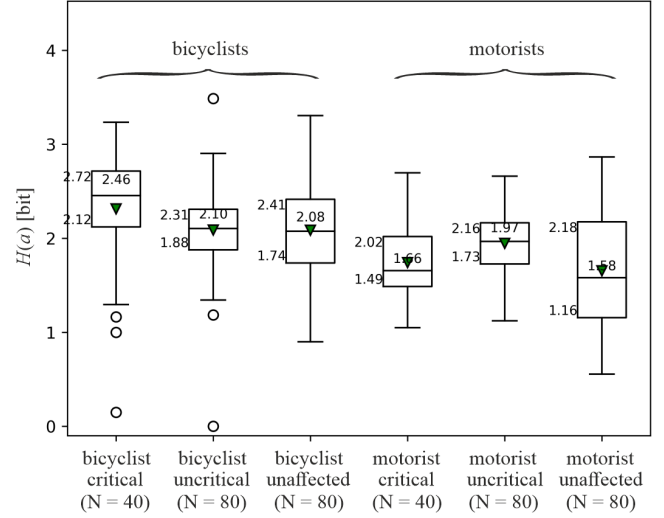 bicyclists motorists
4
3
2
1
0
H(a) [bit]
2.72 2.46
2.12
2.31 2.10
1.88
2.41 2.08
1.74
2.02 1.66
1.49
2.16 1.97
1.73
2.18 1.58
1.16
bicyclist critical (N = 40)
bicyclist uncritical (N = 80)
bicyclist unaffected (N = 80)
motorist critical (N = 40)
motorist uncritical (N = 80)
motorist unaffected (N = 80)